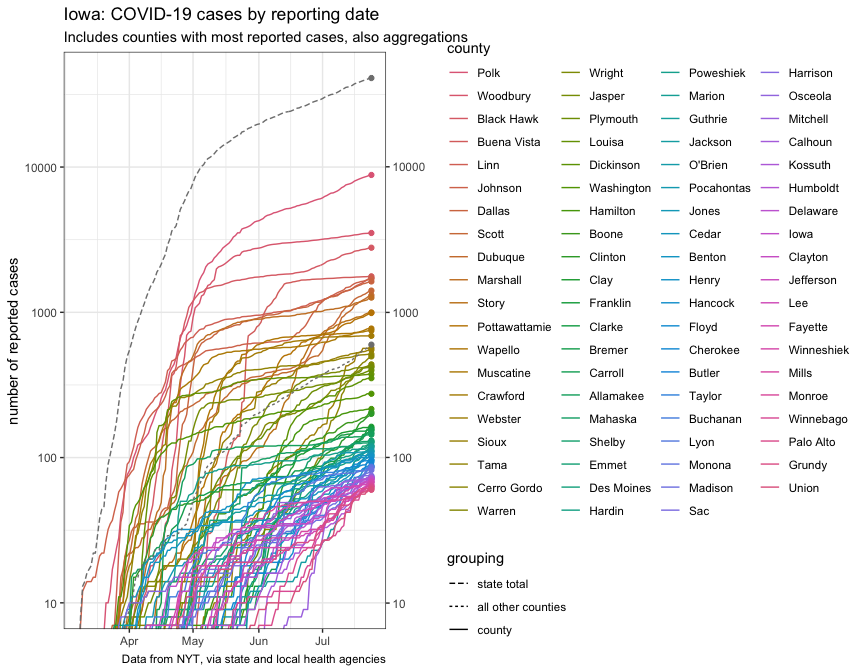 Iowa: COVID-19 cases by reporting date
Includes counties with most reported cases, also aggregations
number of reported cases
10000
1000
100
10
10000
1000
100
10
Apr May Jun Jul
Data from NYT, via state and local health agencies
county
Polk Wright Poweshiek Harrison
Woodbury Jasper Marion Osceola
Black Hawk Plymouth Guthrie Mitchell
Buena Vista Louisa Jackson Calhoun
Linn Dickinson O'Brien Kossuth
Johnson Washington Pocahontas Humboldt
Dallas Hamilton Jones Delaware
Scott Boone Cedar Iowa
Dubuque Clinton Benton Clayton
Marshall Clay Henry Jefferson
Story Franklin Hancock Lee
Pottawattamie Clarke Floyd Fayette
Wapello Bremer Cherokee Winneshiek
Muscatine Carroll Butler Mills
Crawford Allamakee Taylor Monroe
Webster Mahaska Buchanan Winnebago
Sioux Shelby Lyon Palo Alto
Tama Emmet Monona Grundy
Cerro Gordo Des Moines Madison Union
Warren Hardin Sac
grouping
state total
all other counties
county